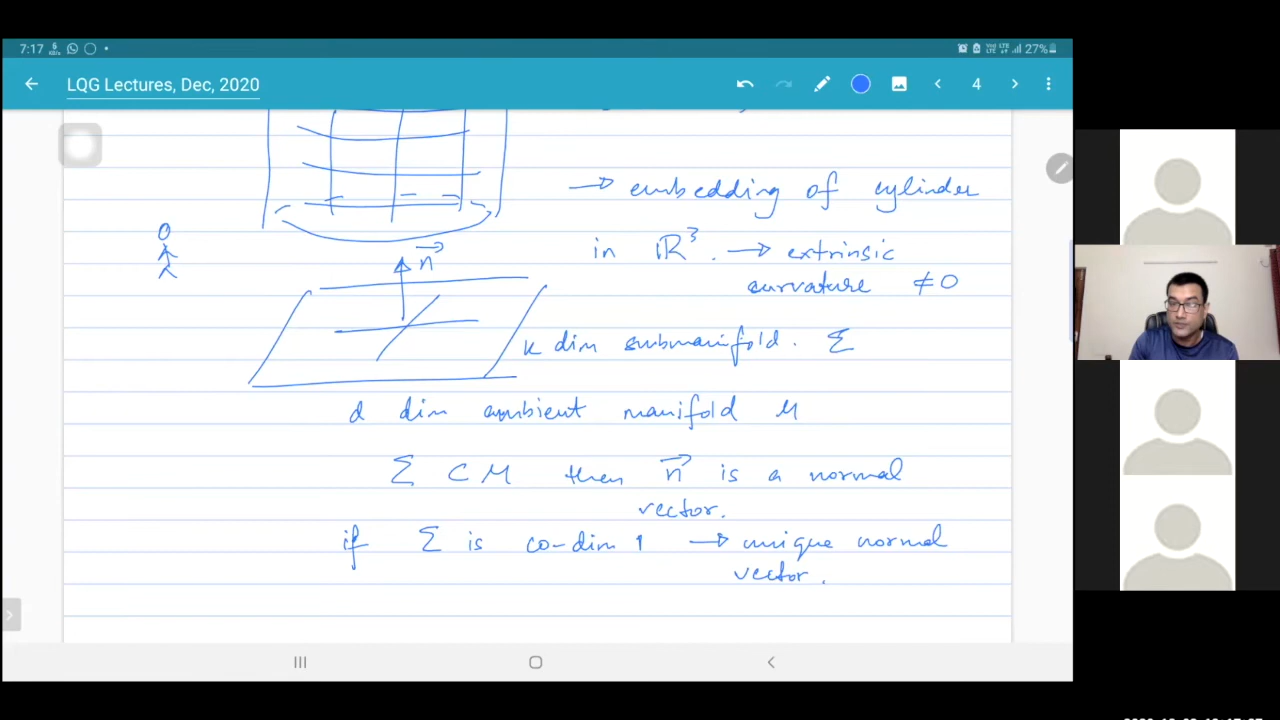 7:17
27%
LQG Lectures, Dec, 2020
4
→ embedding of cylinder
in ℝ³. → extrinsic
curvature ≠ 0
n⃗
k dim submanifold. Σ
d dim ambient manifold M
Σ ⊂ M then n⃗ is a normal
vector.
if Σ is co-dim 1 → unique normal
vector.